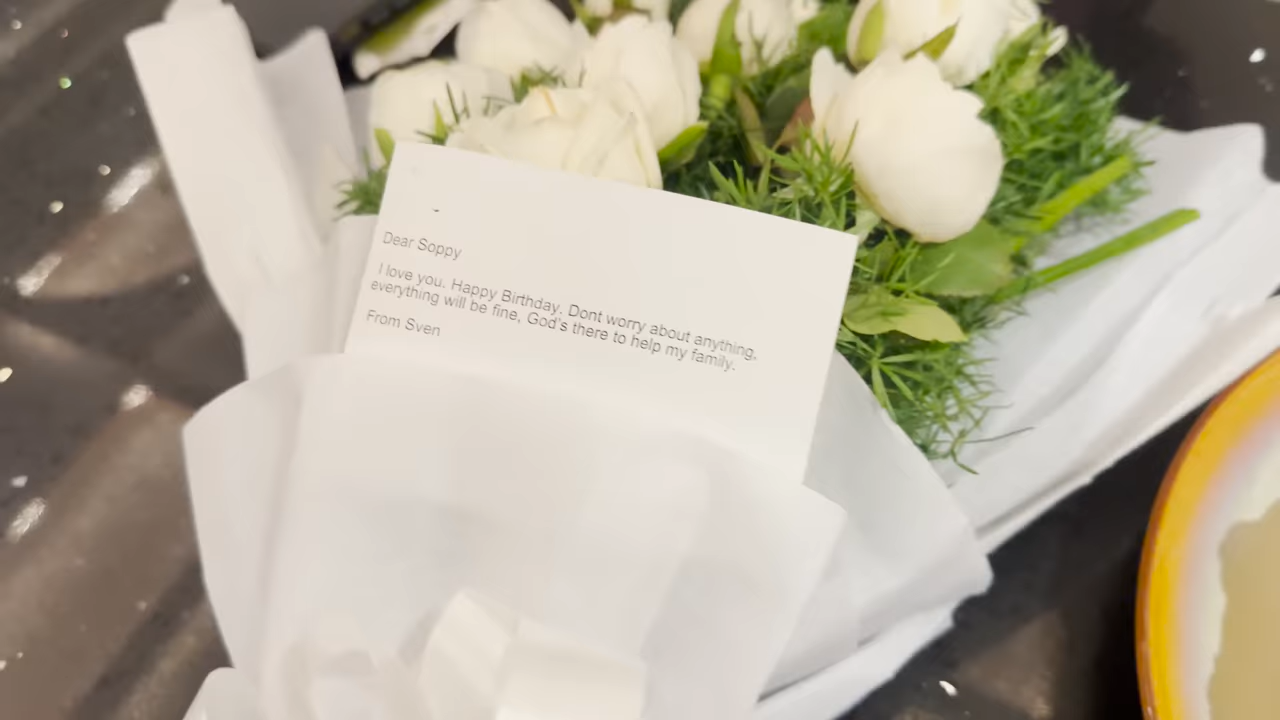 Dear Soppy
I love you. Happy Birthday. Dont worry about anything,
everything will be fine, God's there to help my family.
From Sven